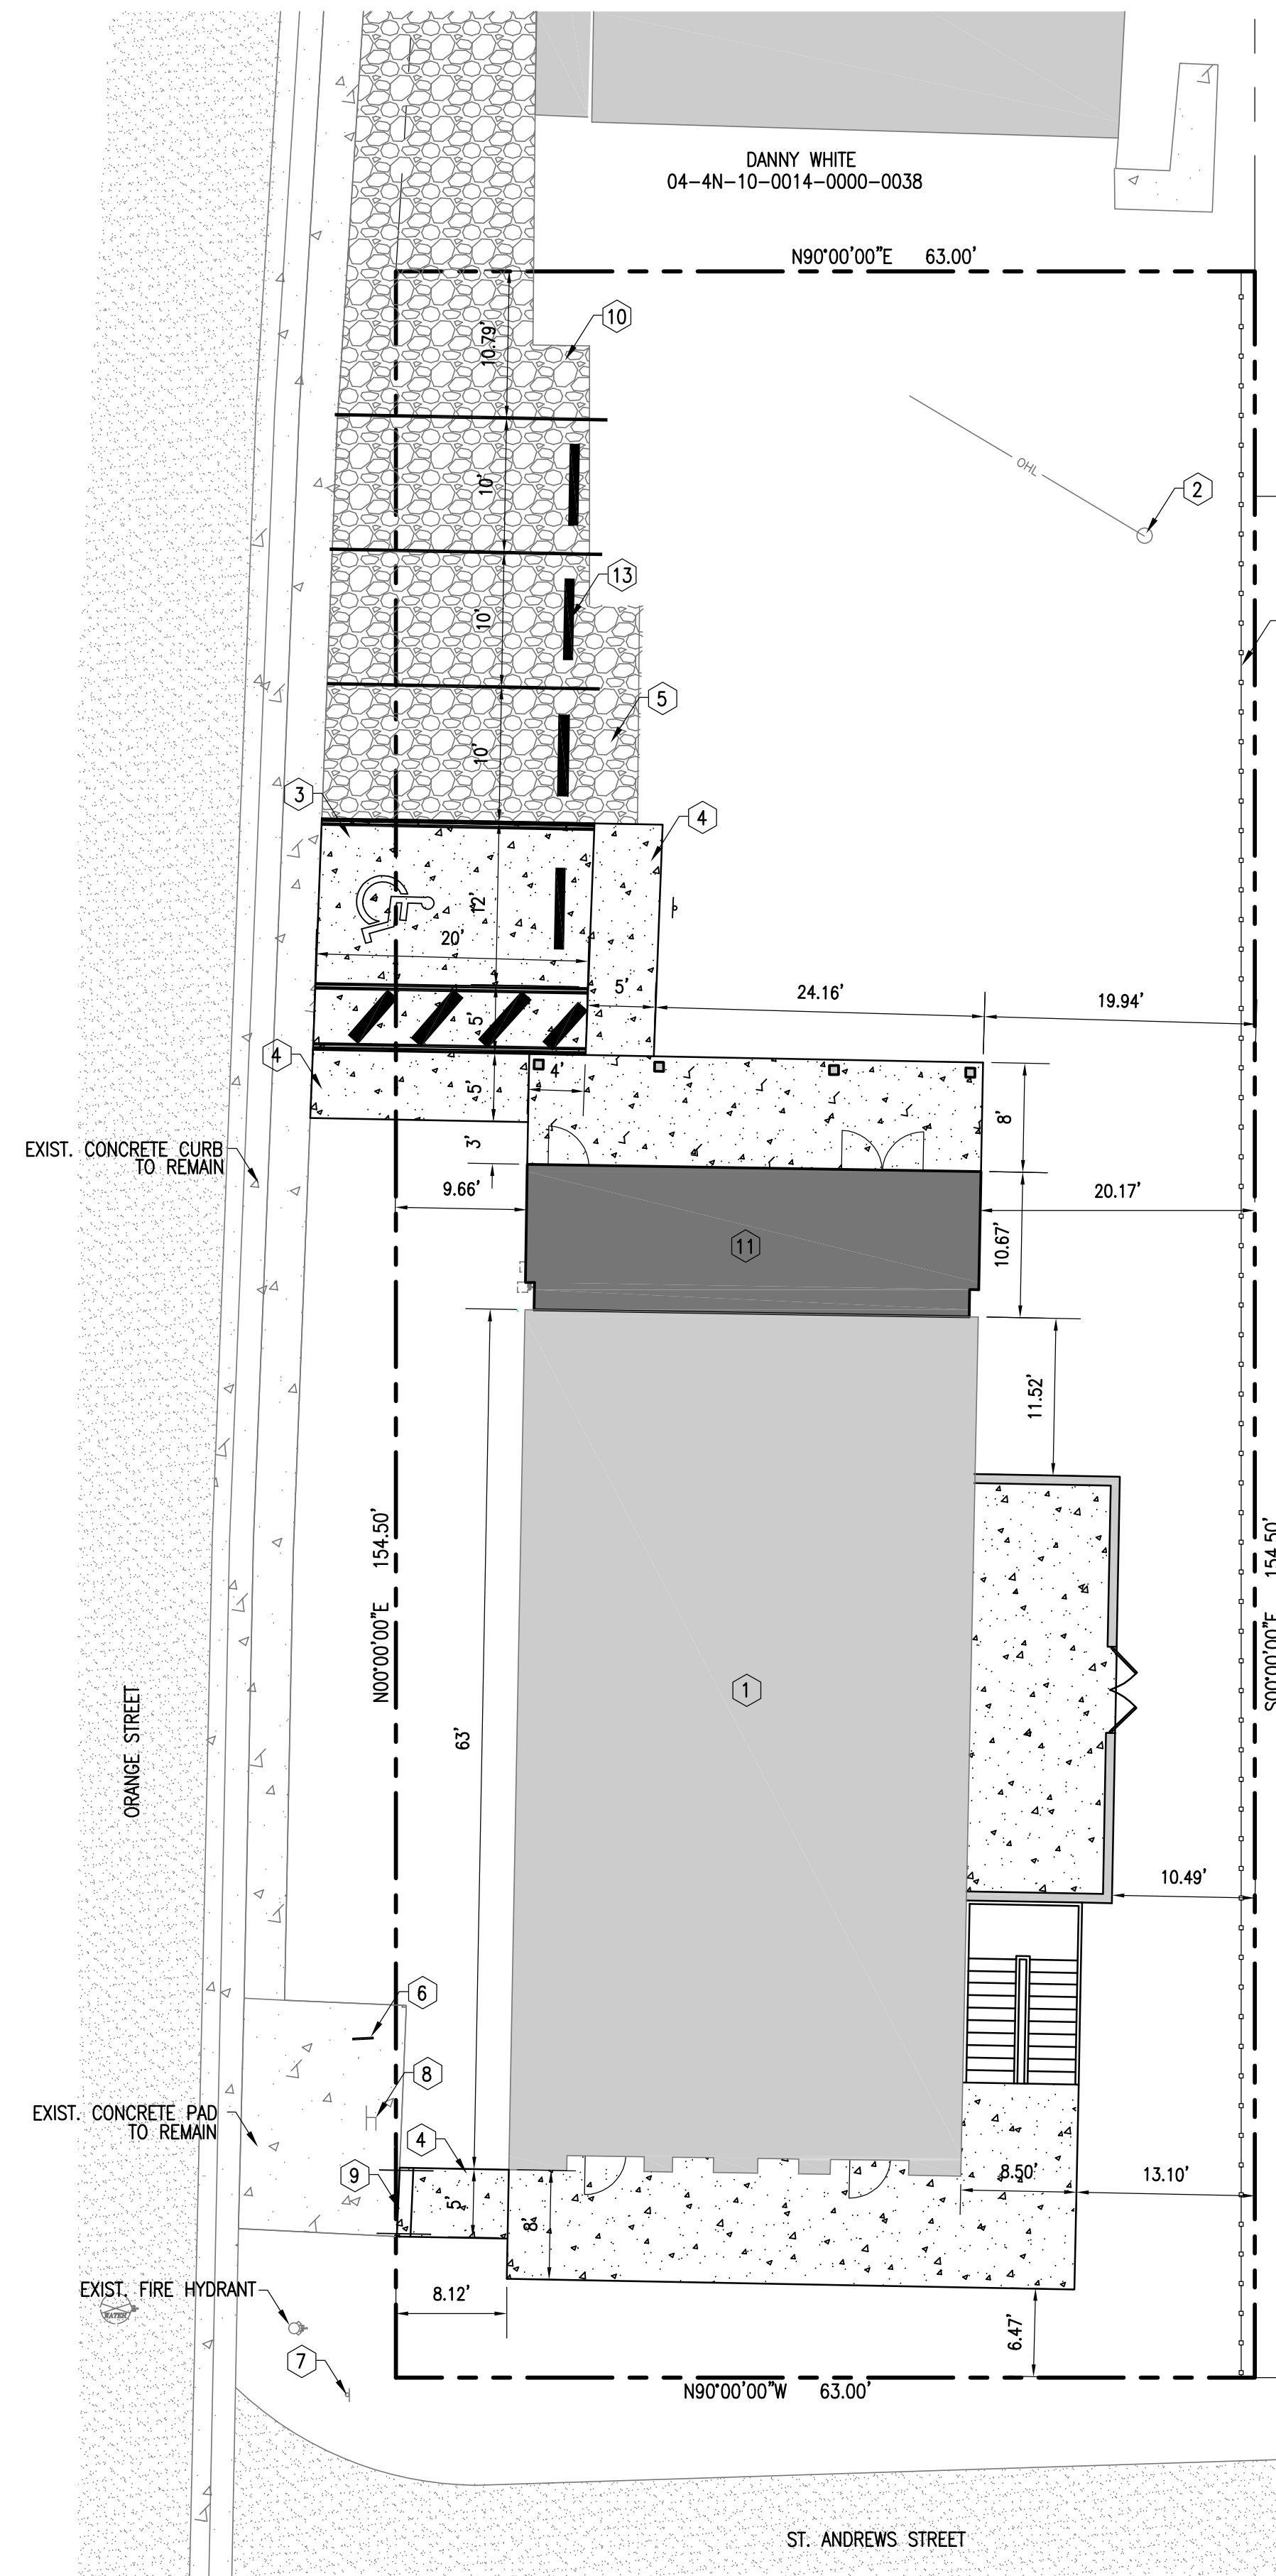 DANNY WHITE
04-4N-10-0014-0000-0038
N90°00'00"E 63.00'
10
10.79'
OHL
2
10'
13
10'
5
10'
3
4
12'
20'
5'
24.16'
19.94'
5'
4
4'
5'
8'
EXIST. CONCRETE CURB
TO REMAIN
3'
9.66'
20.17'
11
10.67'
11.52'
N00°00'00"E 154.50'
S00°00'00"E 154.50'
ORANGE STREET
63'
1
10.49'
6
8
EXIST. CONCRETE PAD
TO REMAIN
4
9
5'
8'
8.50'
13.10'
EXIST. FIRE HYDRANT
WATER
8.12'
6.47'
7
N90°00'00"W 63.00'
ST. ANDREWS STREET